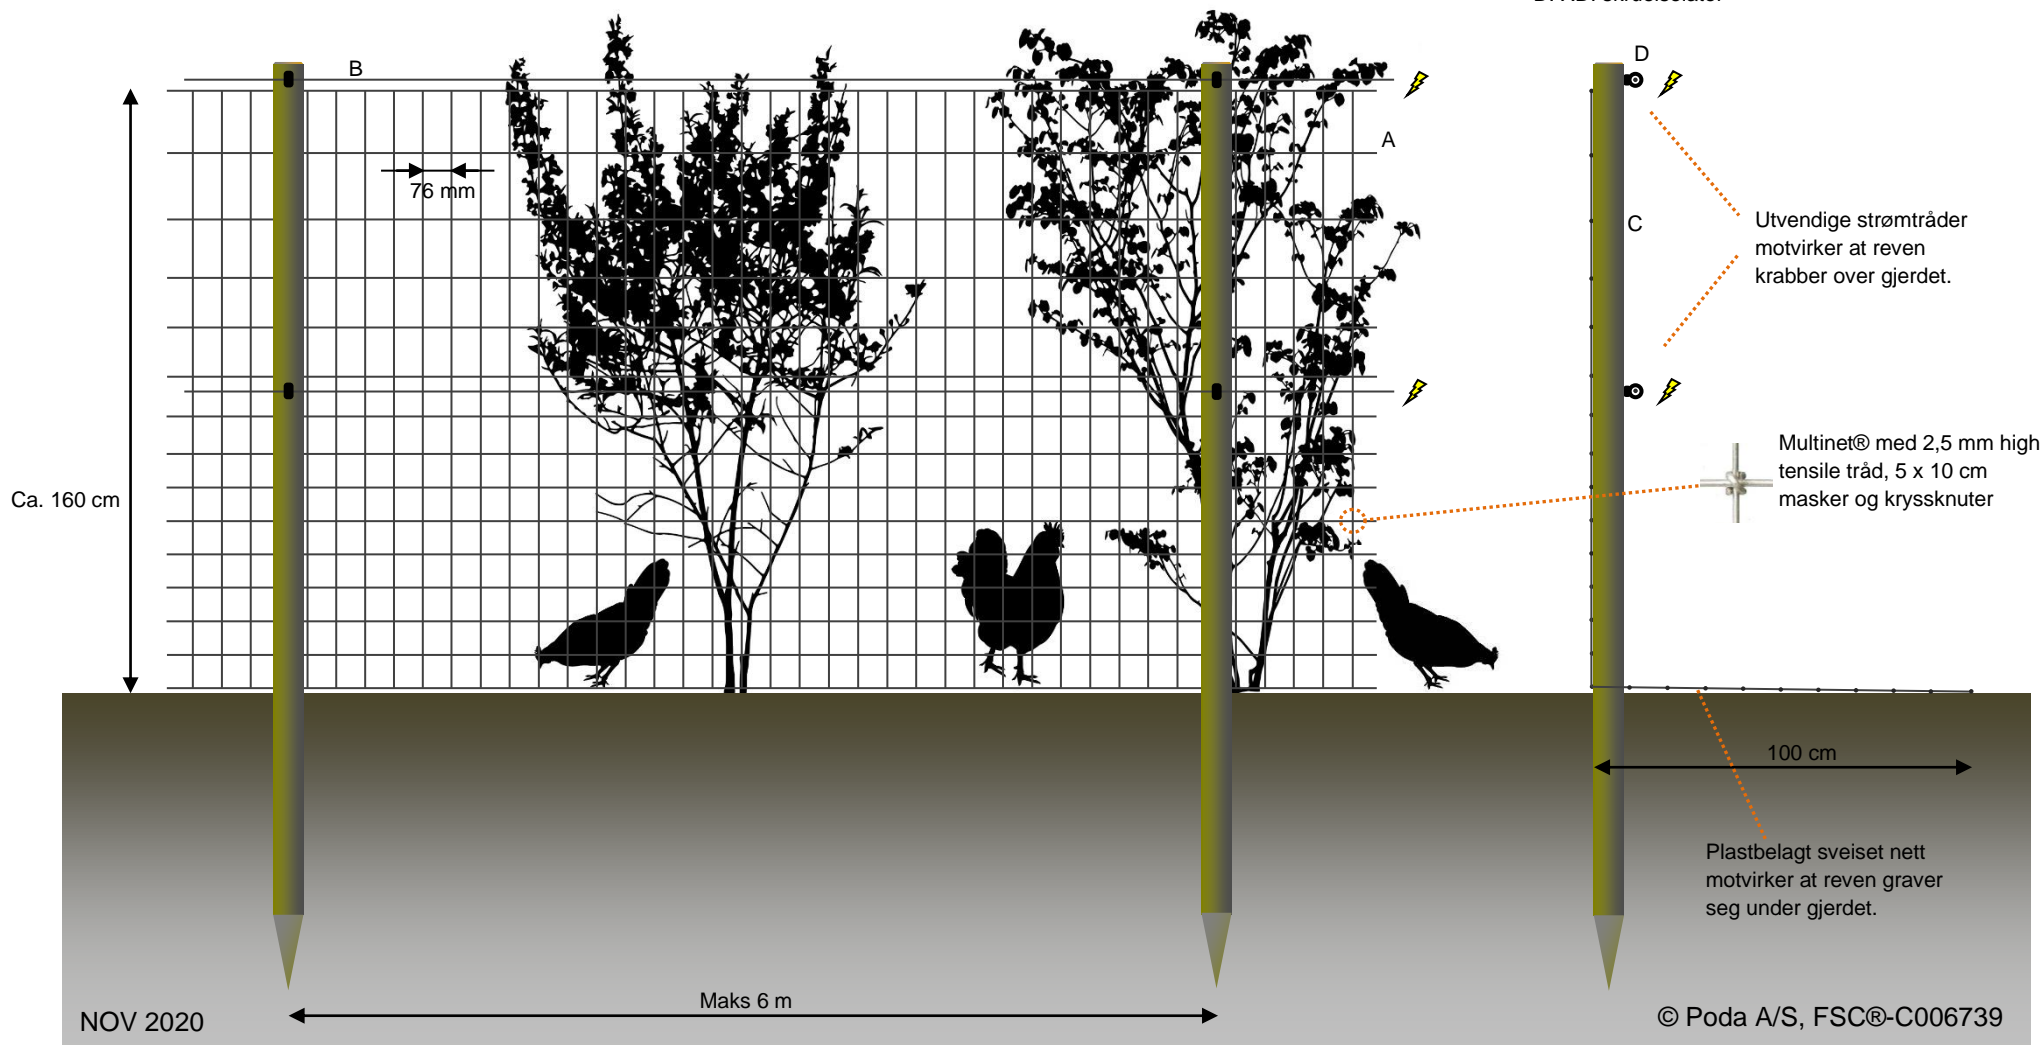 B
D
A
76 mm
C
Utvendige strømtråder
motvirker at reven
krabber over gjerdet.
Multinet® med 2,5 mm high
tensile tråd, 5 x 10 cm
masker og kryssknuter
Ca. 160 cm
100 cm
Plastbelagt sveiset nett
motvirker at reven graver
seg under gjerdet.
Maks 6 m
NOV 2020
© Poda A/S, FSC®-C006739